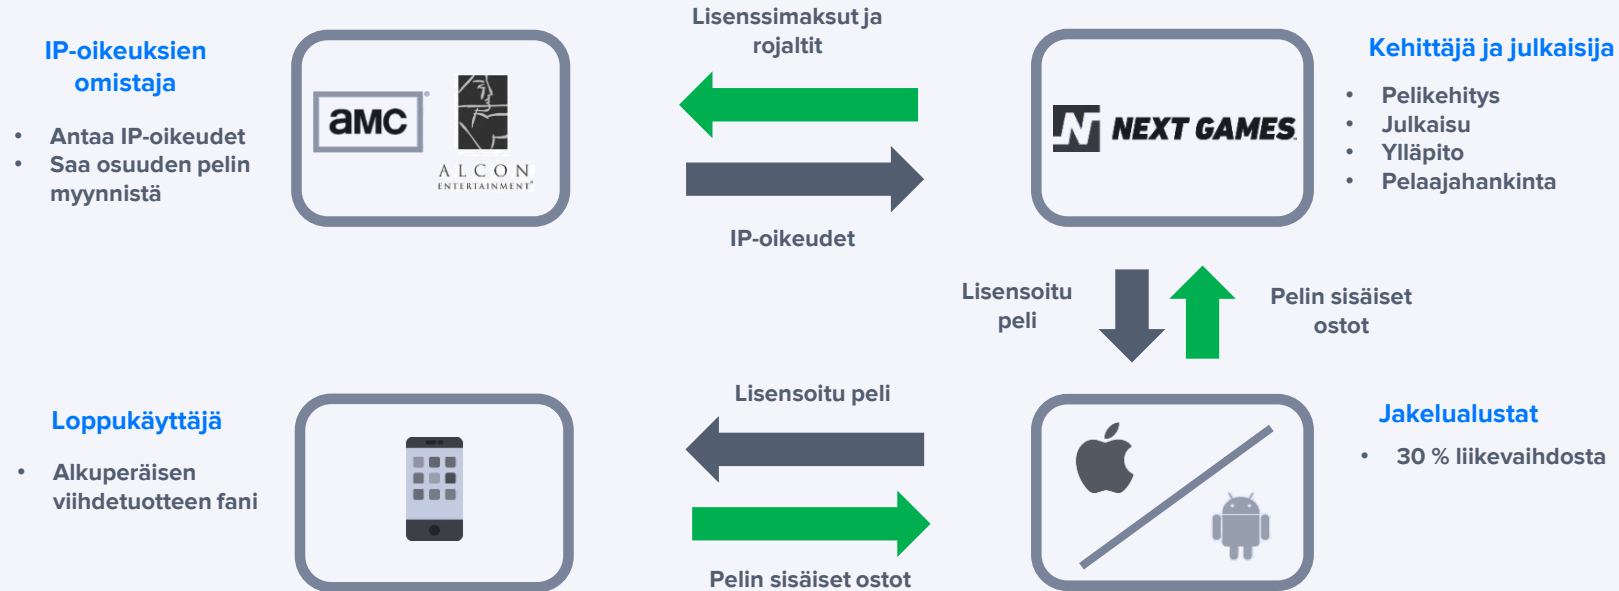 IP-oikeuksien
omistaja
• Antaa IP-oikeudet
• Saa osuuden pelin
myynnistä
aMC
ALCON
ENTERTAINMENT®
Lisenssimaksut ja
rojaltit
IP-oikeudet
NEXT GAMES
Kehittäjä ja julkaisija
• Pelikehitys
• Julkaisu
• Ylläpito
• Pelaajahankinta
Lisensoitu
peli
Pelin sisäiset
ostot
Loppukäyttäjä
• Alkuperäisen
viihdetuotteen fani
Lisensoitu peli
Pelin sisäiset ostot
Jakelualustat
• 30 % liikevaihdosta